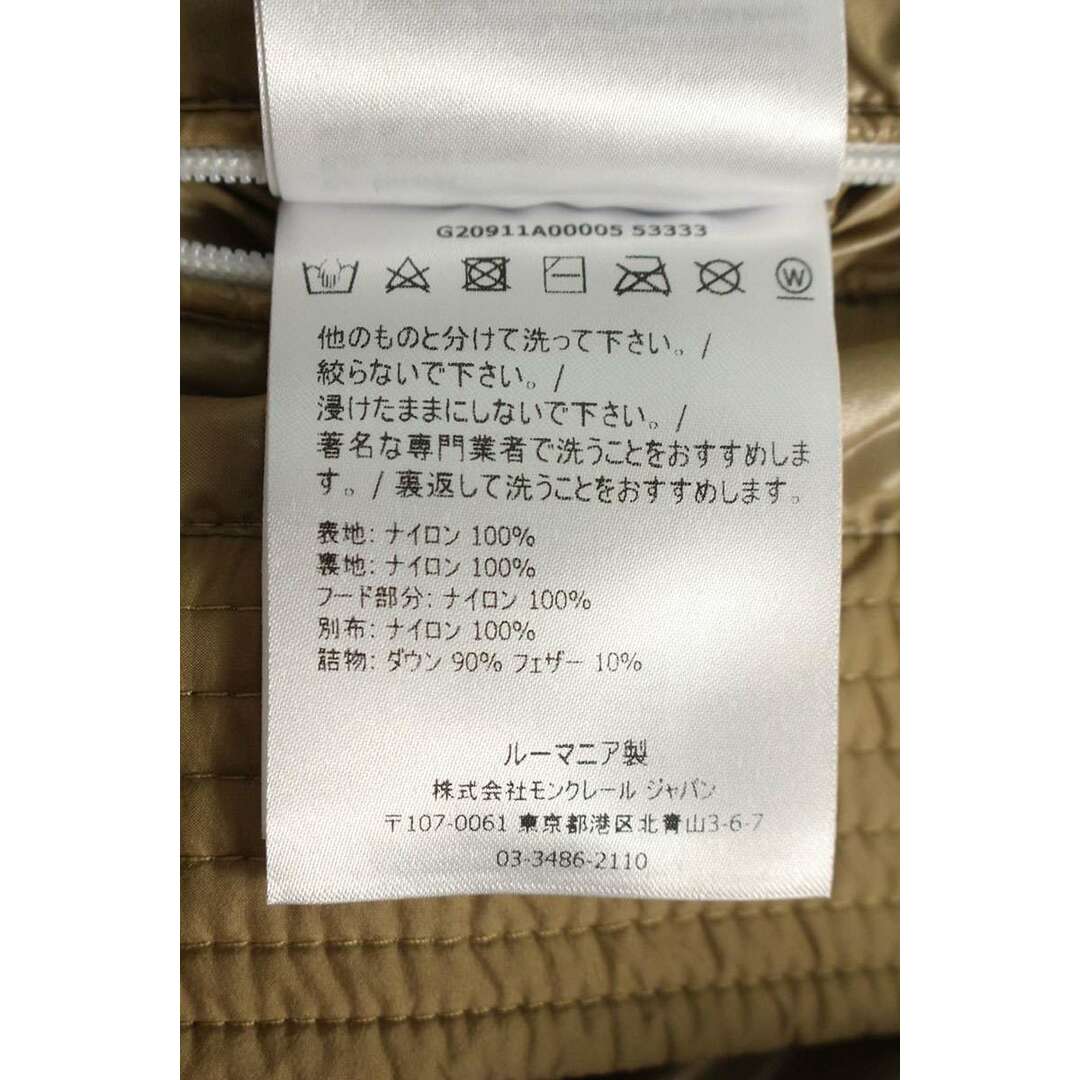 G20911A00005 53333
W
他のものと分けて洗って下さい。/
絞らないで下さい。/
浸けたままにしないで下さい。/
著名な専門業者で洗うことをおすすめしま
す。/ 裏返して洗うことをおすすめします。
表地: ナイロン 100%
裏地: ナイロン 100%
フード部分: ナイロン 100%
別布: ナイロン 100%
詰物: ダウン 90% フェザー 10%
ルーマニア製
株式会社モンクレール ジャパン
〒107-0061 東京都港区北青山3-6-7
03-3486-2110